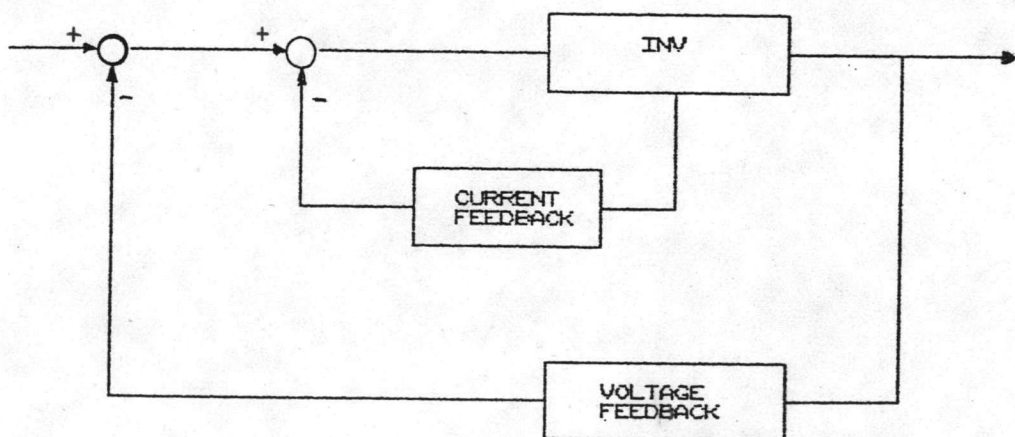 +
+
INV
-
-
CURRENT
FEEDBACK
VOLTAGE
FEEDBACK